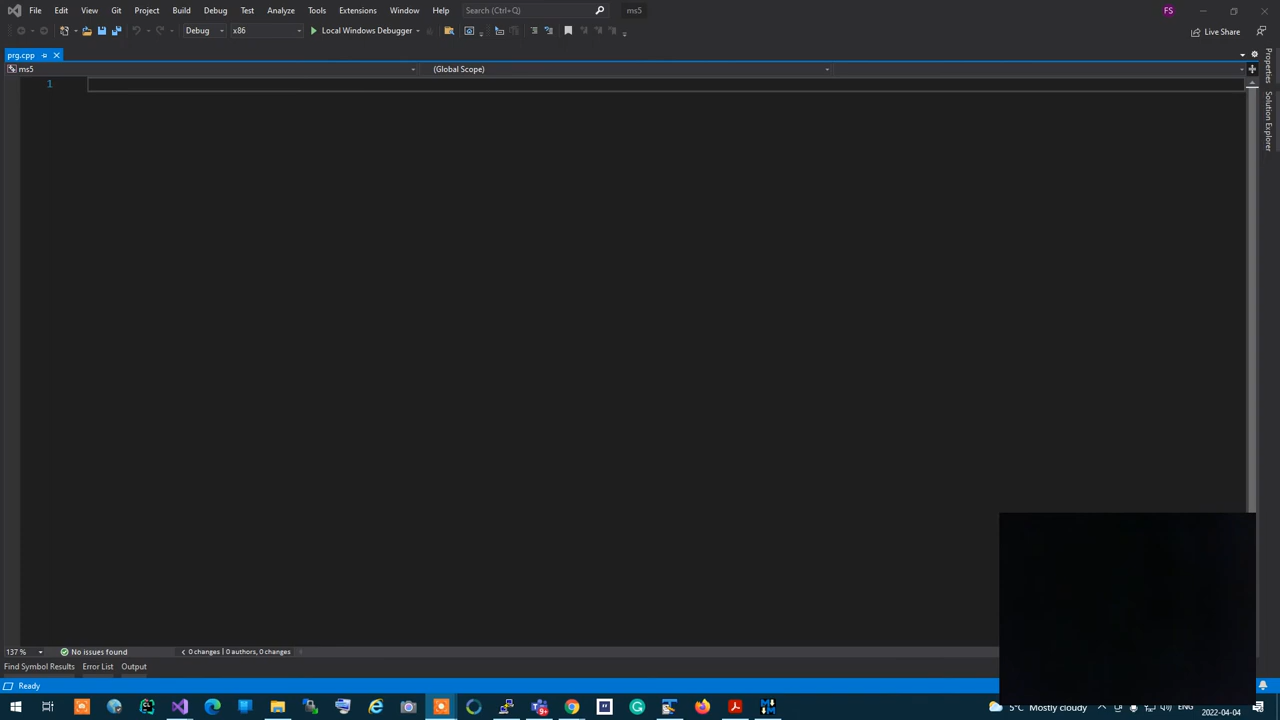 File Edit View Git Project Build Debug Test Analyze Tools Extensions Window Help Search (Ctrl+Q) ms5 FS
Debug x86 Local Windows Debugger Live Share
prg.cpp
ms5 (Global Scope)
1
Properties
Solution Explorer
137 % No issues found 0 changes | 0 authors, 0 changes
Find Symbol Results Error List Output
Ready
5°C Mostly cloudy ENG
2022-04-04